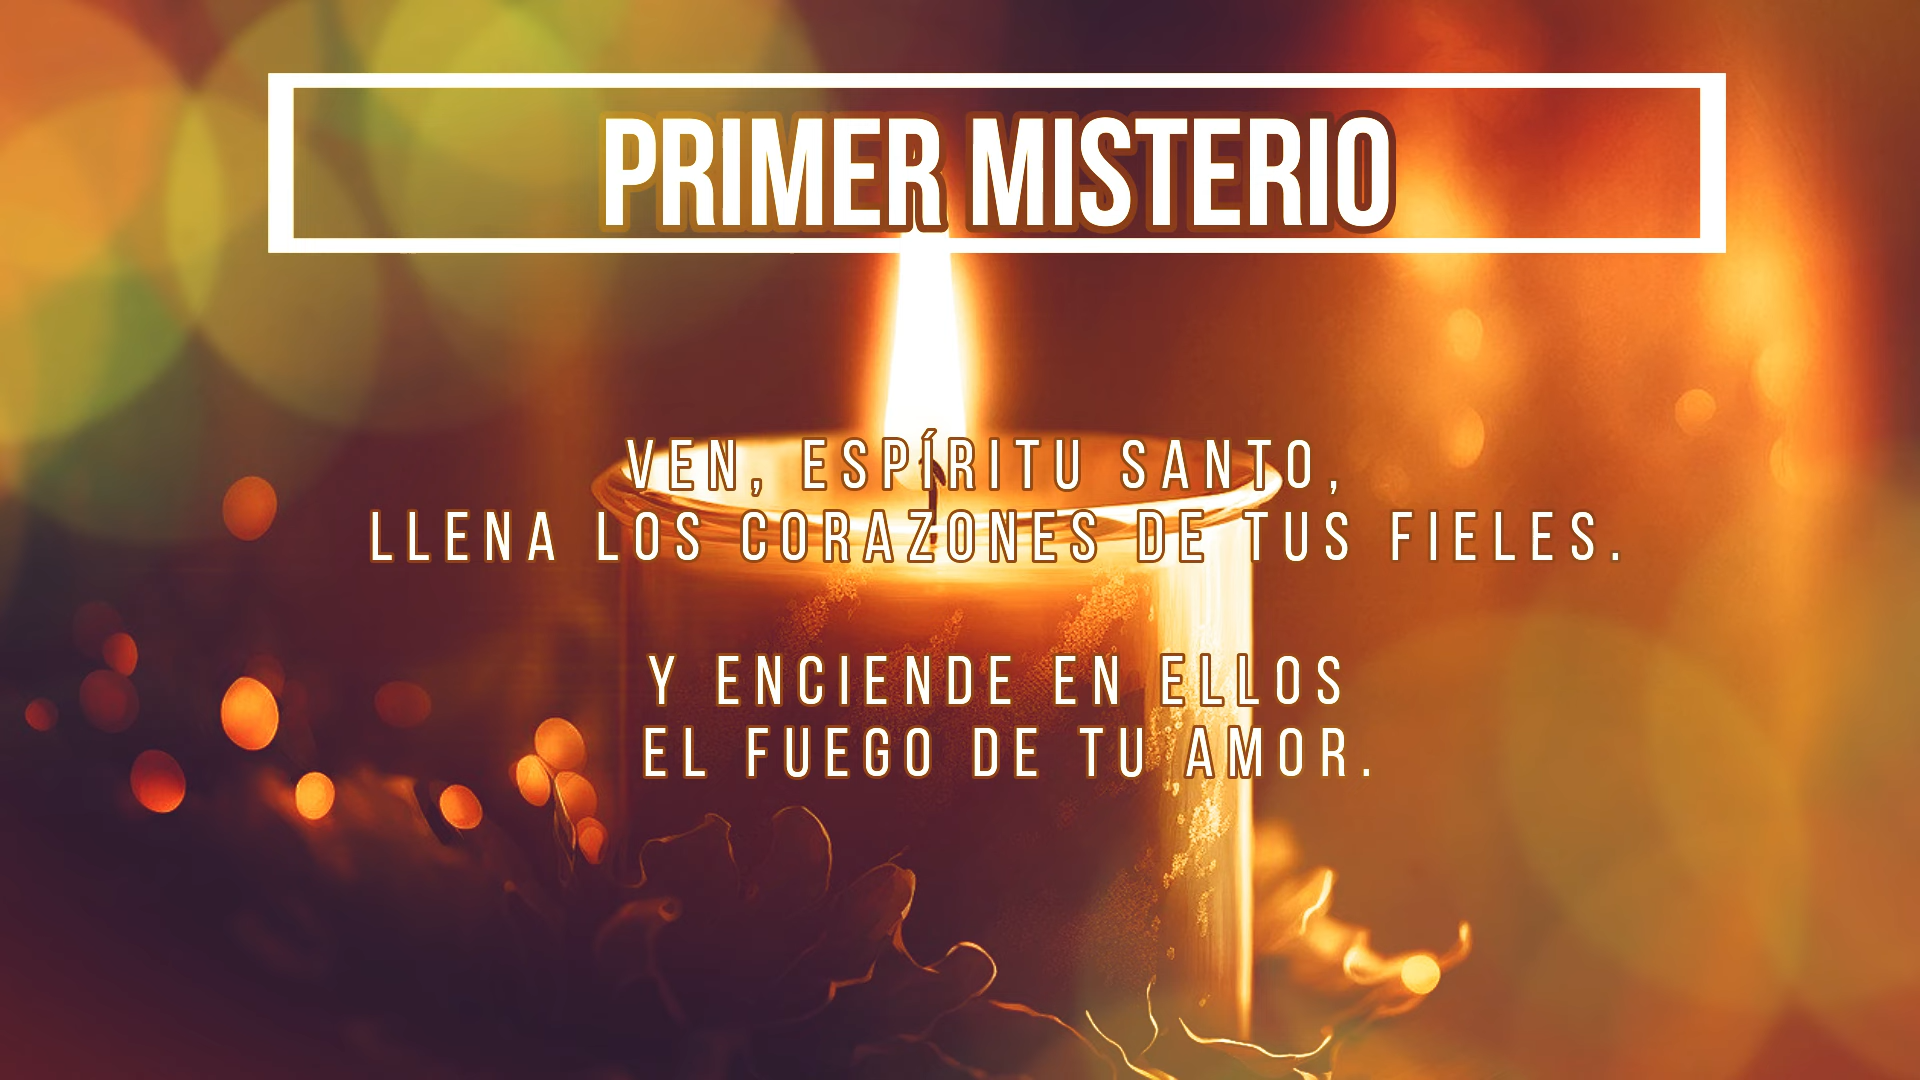 PRIMER MISTERIO
VEN, ESPÍRITU SANTO,
LLENA LOS CORAZONES DE TUS FIELES.
Y ENCIENDE EN ELLOS
EL FUEGO DE TU AMOR.